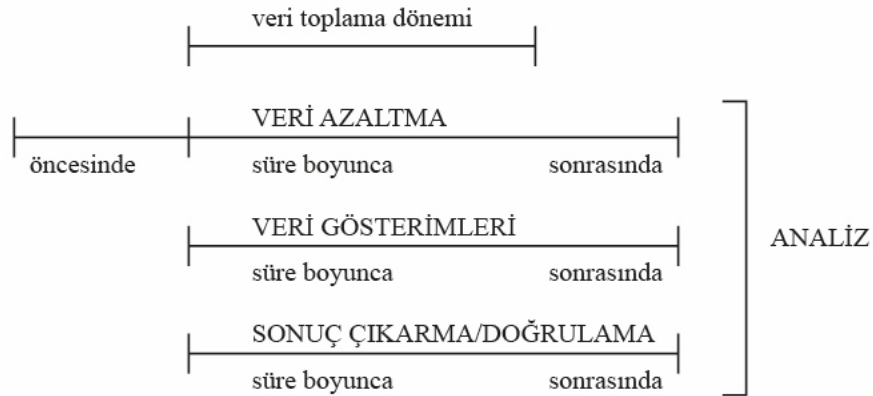 veri toplama dönemi
VERİ AZALTMA
öncesinde süre boyunca sonrasında
VERİ GÖSTERİMLERİ
süre boyunca sonrasında
ANALİZ
SONUÇ ÇIKARMA/DOĞRULAMA
süre boyunca sonrasında